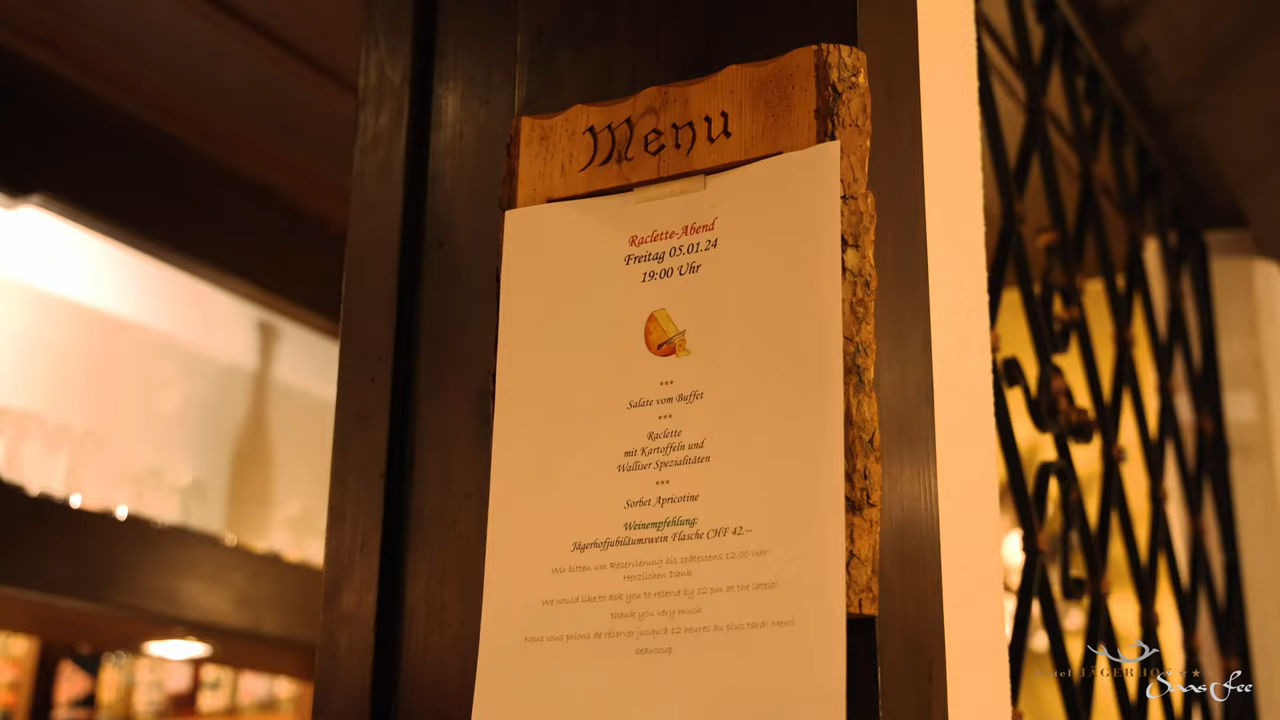 Menu
Raclette-Abend
Freitag 05.01.24
19:00 Uhr
***
Salate vom Buffet
***
Raclette
mit Kartoffeln und
Walliser Spezialitäten
***
Sorbet Apricotine
Weinempfehlung:
Jägerhofjubiläumswein Flasche CHF 42.--
Wir bitten um Reservierung bis spätestens 12.00 Uhr
Herzlichen Dank
We would like to ask you to reserve by 12 pm at the latest!
thank you very much
Nous vous prions de réserver jusqu'à 12 heures au plus tard! Merci
beaucoup
JÄGERHOF
Saas Fee